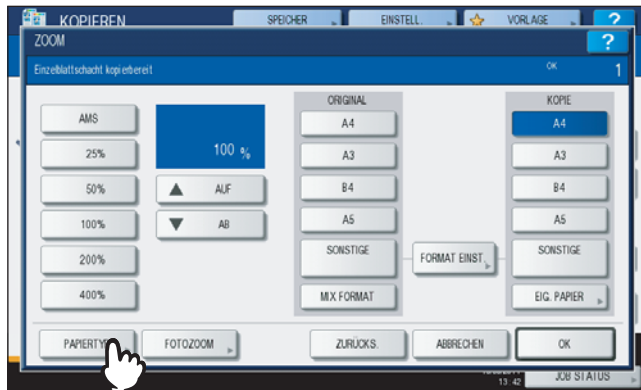 KOPIEREN
SPEICHER
EINSTELL.
VORLAGE
?
ZOOM
?
Einzelblattschacht kopierbereit
OK
1
ORIGINAL
KOPIE
AMS
100 %
A4
A4
25%
A3
A3
50%
AUF
B4
B4
100%
AB
A5
A5
200%
SONSTIGE
FORMAT EINST.
SONSTIGE
400%
MIX FORMAT
EIG. PAPIER
FOTOZOOM
ZURÜCKS.
ABBRECHEN
OK
13:42
JOB STATUS